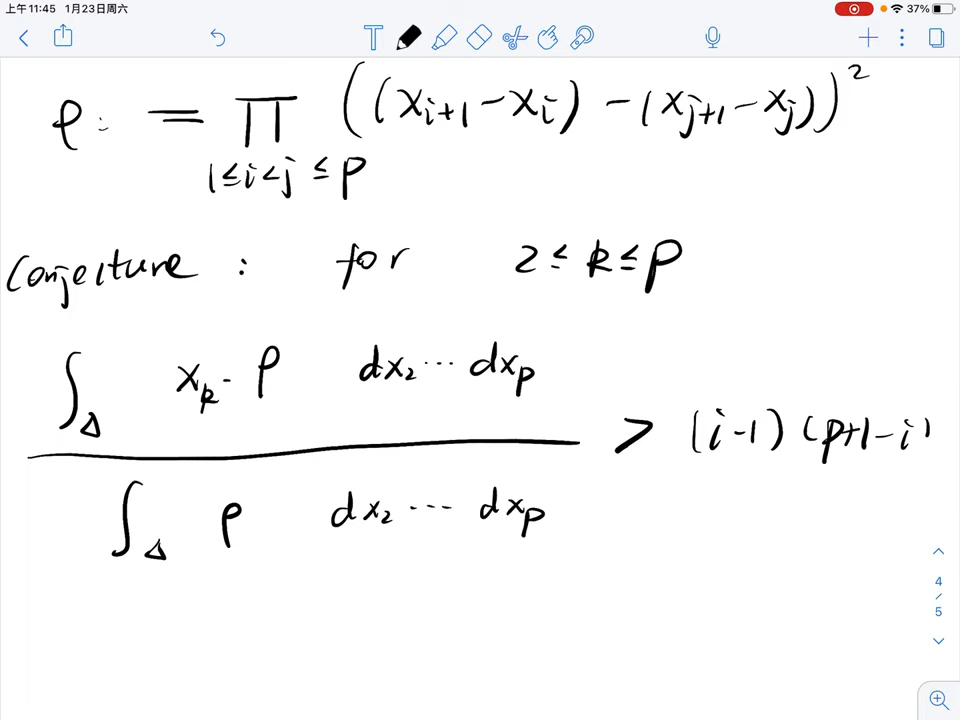 上午11:45 1月23日周六
37%
ρ: = ∏ ((x_{i+1} - x_i) - (x_{j+1} - x_j))^2
1≤i<j≤p
Conjecture : for 2 ≤ k ≤ p
∫_Δ x_k · ρ dx_2 ··· dx_p
> (i-1) (p+1-i)
∫_Δ ρ dx_2 ··· dx_p
4
/
5